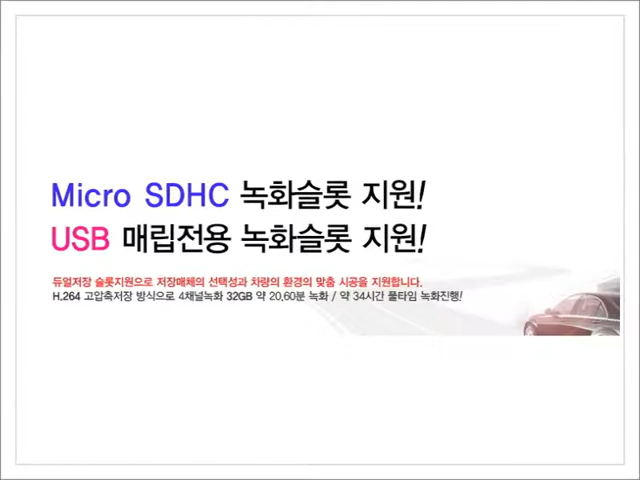 Micro SDHC 녹화슬롯 지원!
USB 매립전용 녹화슬롯 지원!
듀얼저장 슬롯지원으로 저장매체의 선택성과 차량의 환경의 맞춤 시공을 지원합니다.
H.264 고압축저장 방식으로 4채널녹화 32GB 약 20,60분 녹화 / 약 34시간 풀타임 녹화진행!